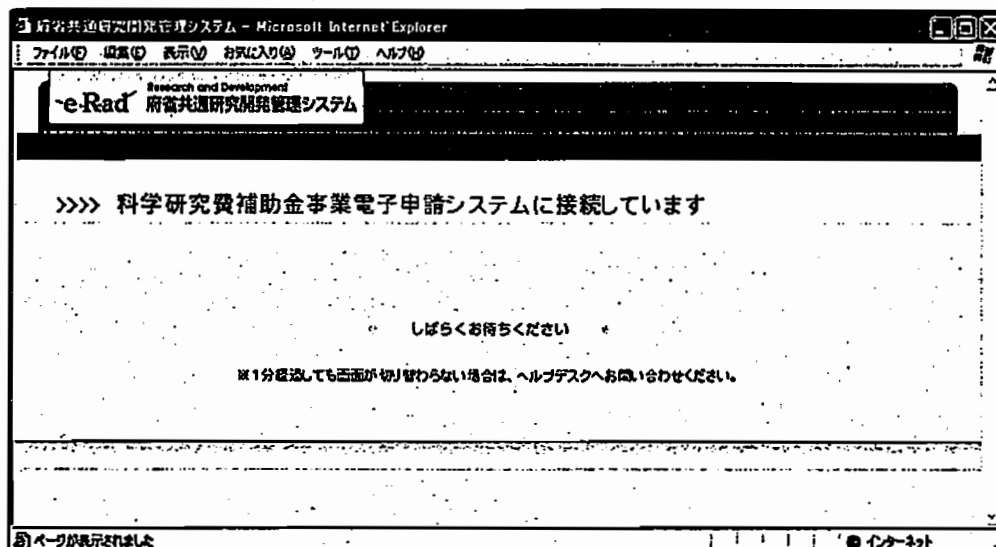 府省共通研究開発管理システム - Microsoft Internet Explorer
ファイル(F) 編集(E) 表示(V) お気に入り(A) ツール(T) ヘルプ(H)
e-Rad
Research and Development
府省共通研究開発管理システム
>>>> 科学研究費補助金事業電子申請システムに接続しています
しばらくお待ちください
※1分経過しても画面が切り替わらない場合は、ヘルプデスクへお問い合わせください。
ページが表示されました
インターネット